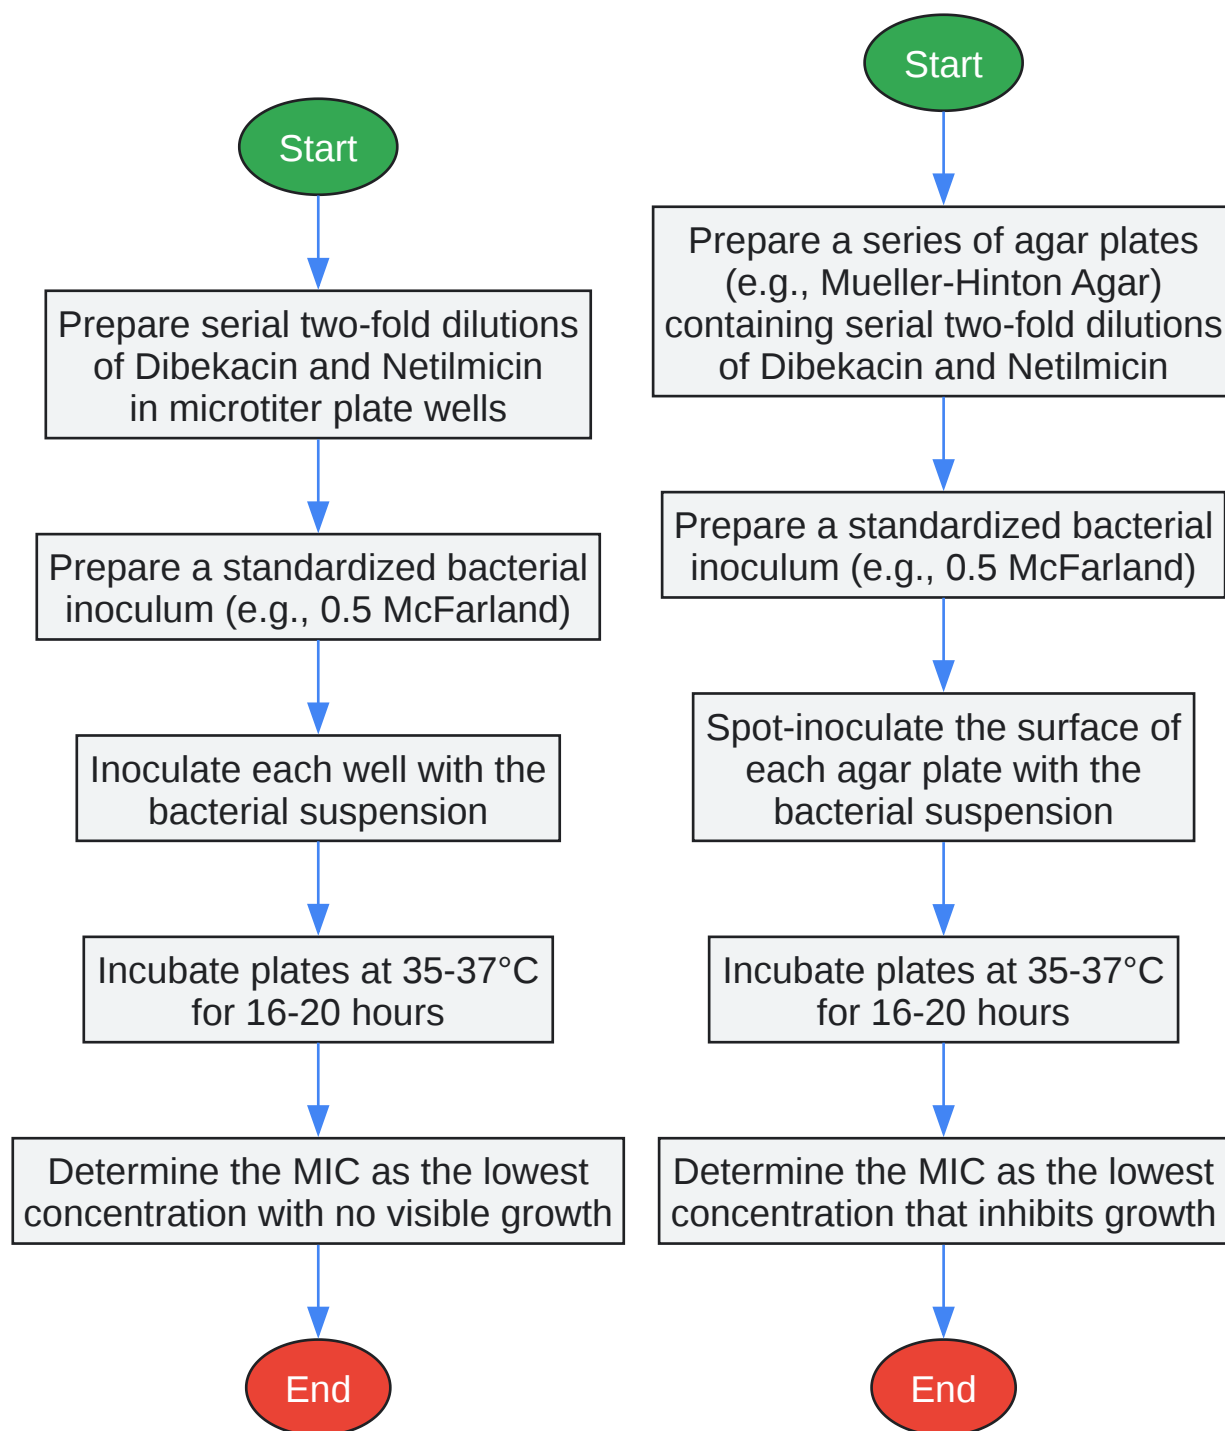 Start
Prepare serial two-fold dilutions
of Dibekacin and Netilmicin
in microtiter plate wells
Prepare a standardized bacterial
inoculum (e.g., 0.5 McFarland)
Inoculate each well with the
bacterial suspension
Incubate plates at 35-37°C
for 16-20 hours
Determine the MIC as the lowest
concentration with no visible growth
End
Start
Prepare a series of agar plates
(e.g., Mueller-Hinton Agar)
containing serial two-fold dilutions
of Dibekacin and Netilmicin
Prepare a standardized bacterial
inoculum (e.g., 0.5 McFarland)
Spot-inoculate the surface of
each agar plate with the
bacterial suspension
Incubate plates at 35-37°C
for 16-20 hours
Determine the MIC as the lowest
concentration that inhibits growth
End